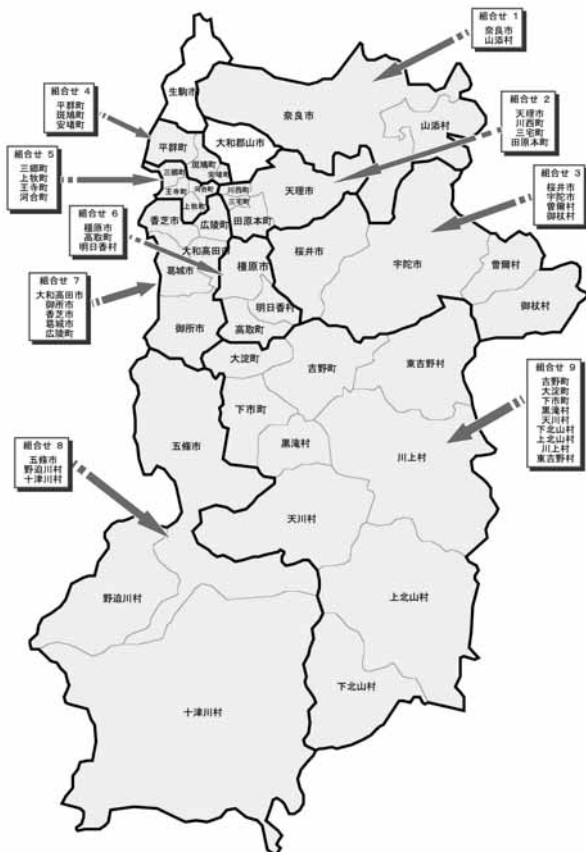 組合せ 1
奈良市
山添村
組合せ 4
平群町
斑鳩町
安堵町
組合せ 2
天理市
川西町
三宅町
田原本町
組合せ 5
三郷町
上牧町
王寺町
河合町
組合せ 3
桜井市
宇陀市
曽爾村
御杖村
組合せ 6
橿原市
高取町
明日香村
組合せ 7
大和高田市
御所市
香芝市
葛城市
広陵町
組合せ 9
吉野町
大淀町
下市町
黒滝村
天川村
下北山村
上北山村
川上村
東吉野村
組合せ 8
五條市
野迫川村
十津川村
生駒市
奈良市
山添村
平群町
大和郡山市
斑鳩町
安堵町
三郷町
王寺町
河合町
川西町
三宅町
天理市
上牧町
香芝市
広陵町
田原本町
大和高田市
橿原市
桜井市
宇陀市
曽爾村
御杖村
葛城市
明日香村
御所市
高取町
大淀町
吉野町
東吉野村
下市町
黒滝村
五條市
川上村
天川村
野迫川村
上北山村
下北山村
十津川村